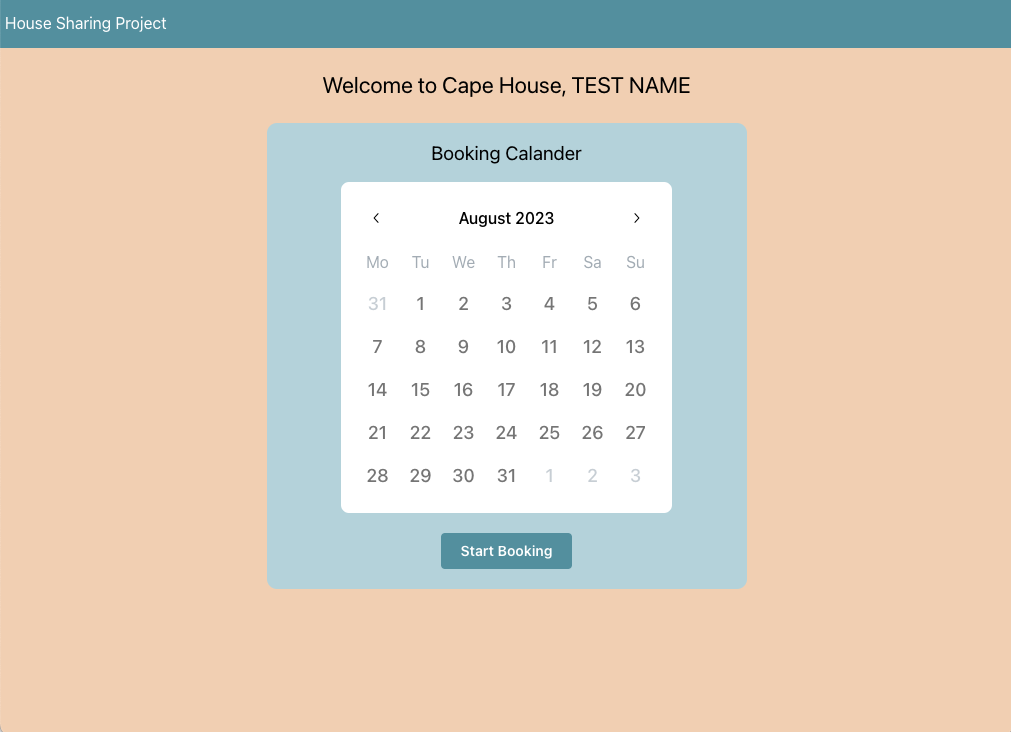 House Sharing Project
Welcome to Cape House, TEST NAME
Booking Calander
August 2023
Mo Tu We Th Fr Sa Su
31 1 2 3 4 5 6
7 8 9 10 11 12 13
14 15 16 17 18 19 20
21 22 23 24 25 26 27
28 29 30 31 1 2 3
Start Booking